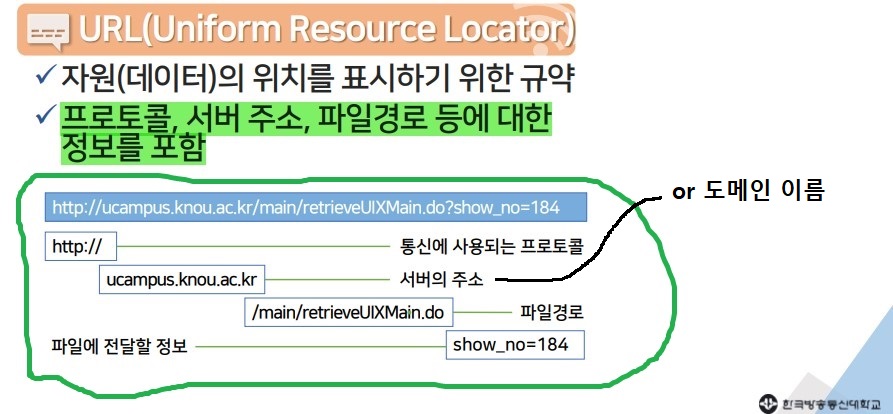 URL(Uniform Resource Locator)
✓ 자원(데이터)의 위치를 표시하기 위한 규약
✓ 프로토콜, 서버 주소, 파일경로 등에 대한
정보를 포함
http://ucampus.knou.ac.kr/main/retrieveUIXMain.do?show_no=184
or 도메인 이름
http:// 통신에 사용되는 프로토콜
ucampus.knou.ac.kr 서버의 주소
/main/retrieveUIXMain.do 파일경로
파일에 전달할 정보 show_no=184
한국방송통신대학교